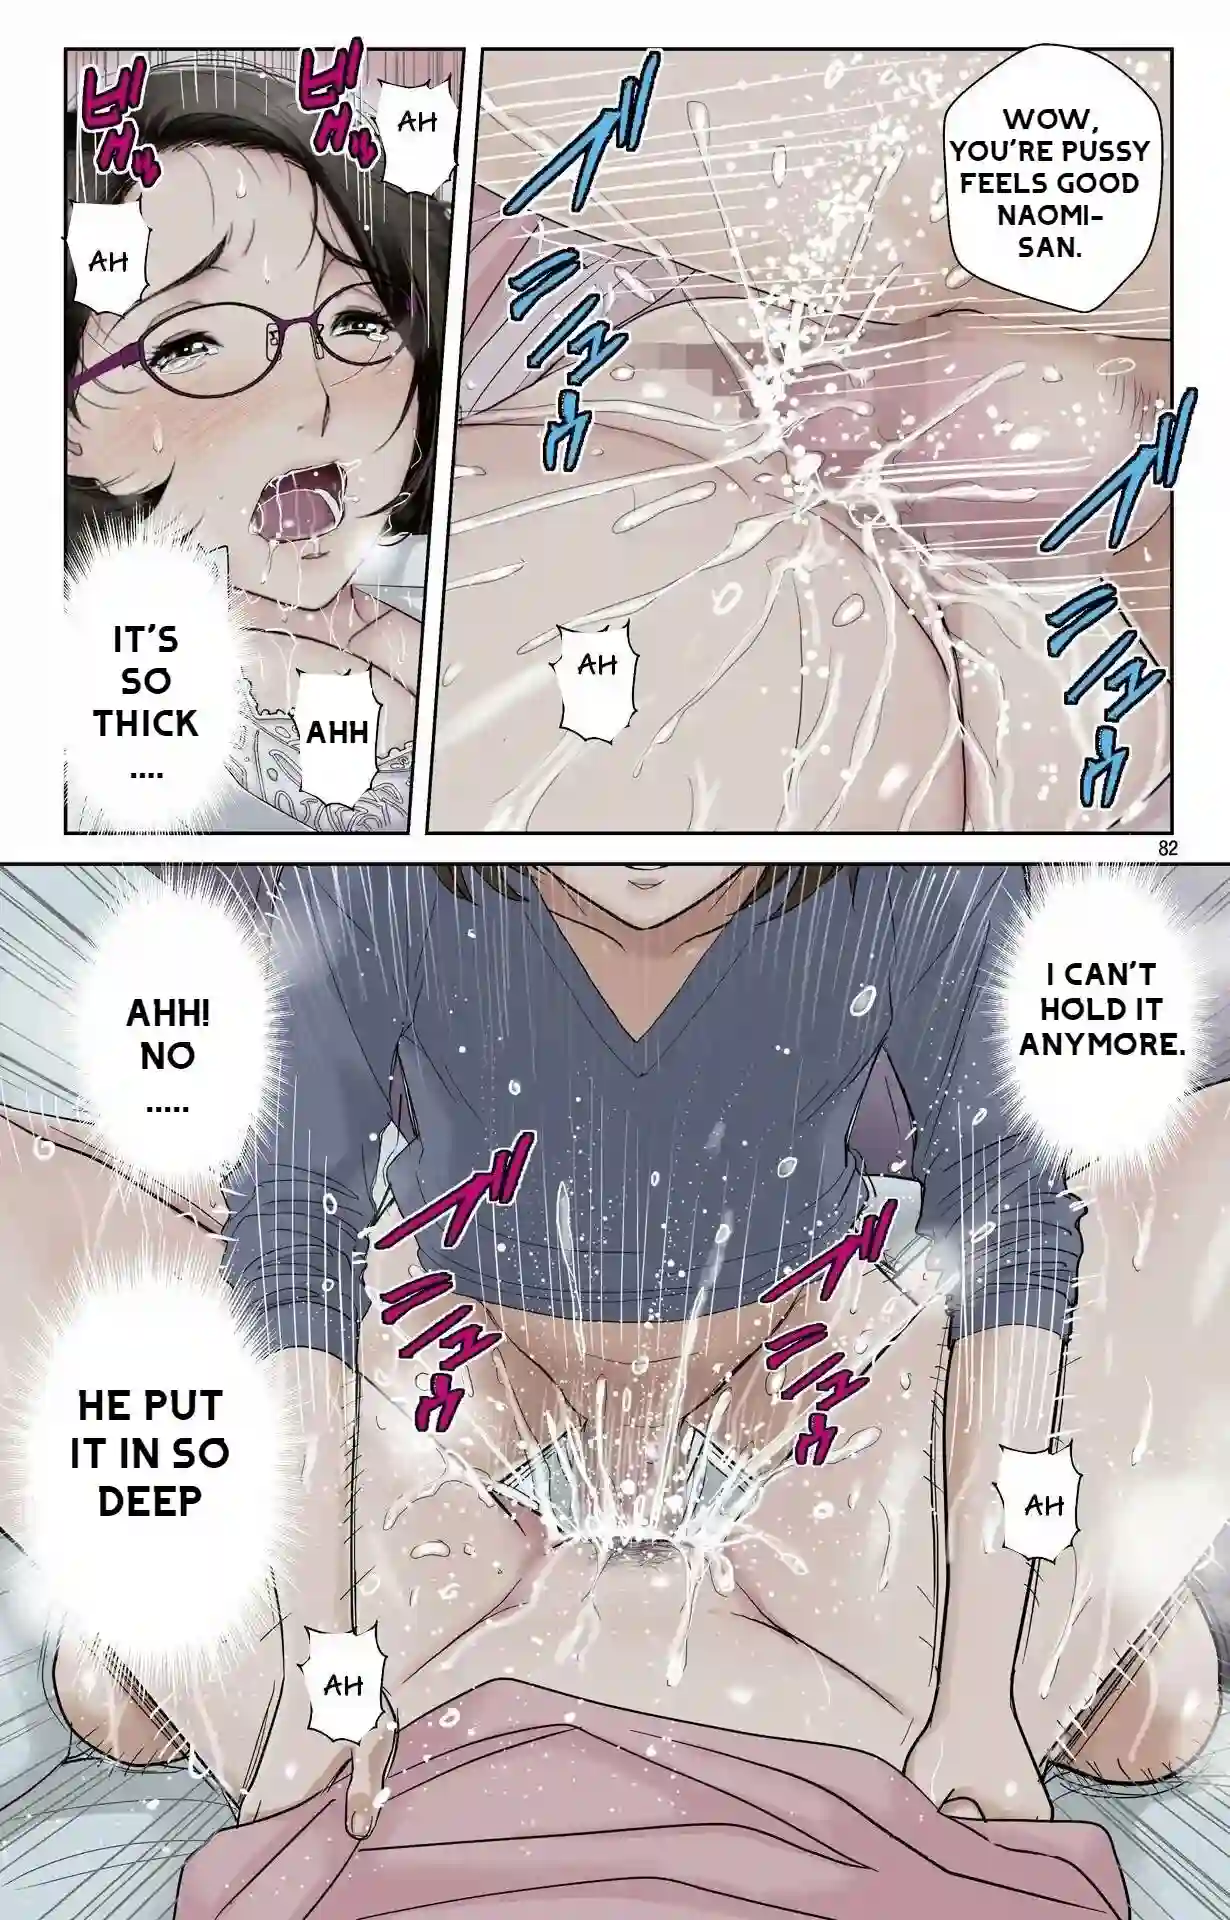 WOW,
YOU'RE PUSSY
FEELS GOOD
NAOMI-
SAN.
AH
AH
AH
IT'S
SO
THICK
....
AHH
82
I CAN'T
HOLD IT
ANYMORE.
AHH!
NO
.....
HE PUT
IT IN SO
DEEP
AH
AH